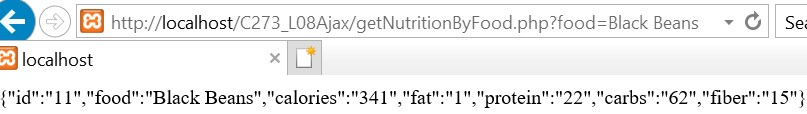 http://localhost/C273_L08Ajax/getNutritionByFood.php?food=Black Beans
Sea
localhost
{"id":"11","food":"Black Beans","calories":"341","fat":"1","protein":"22","carbs":"62","fiber":"15"}